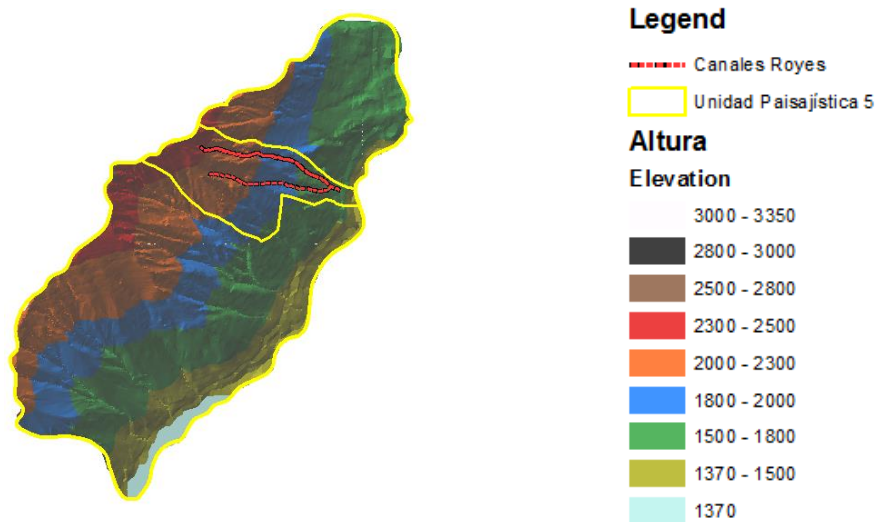 Legend
Canales Royes
Unidad Paisajística 5
Altura
Elevation
3000 - 3350
2800 - 3000
2500 - 2800
2300 - 2500
2000 - 2300
1800 - 2000
1500 - 1800
1370 - 1500
1370